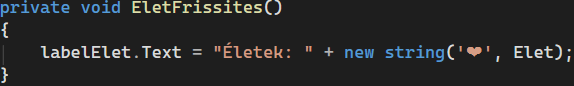 private void EletFrissites()
{
labelElet.Text = "Életek: " + new string('❤', Elet);
}